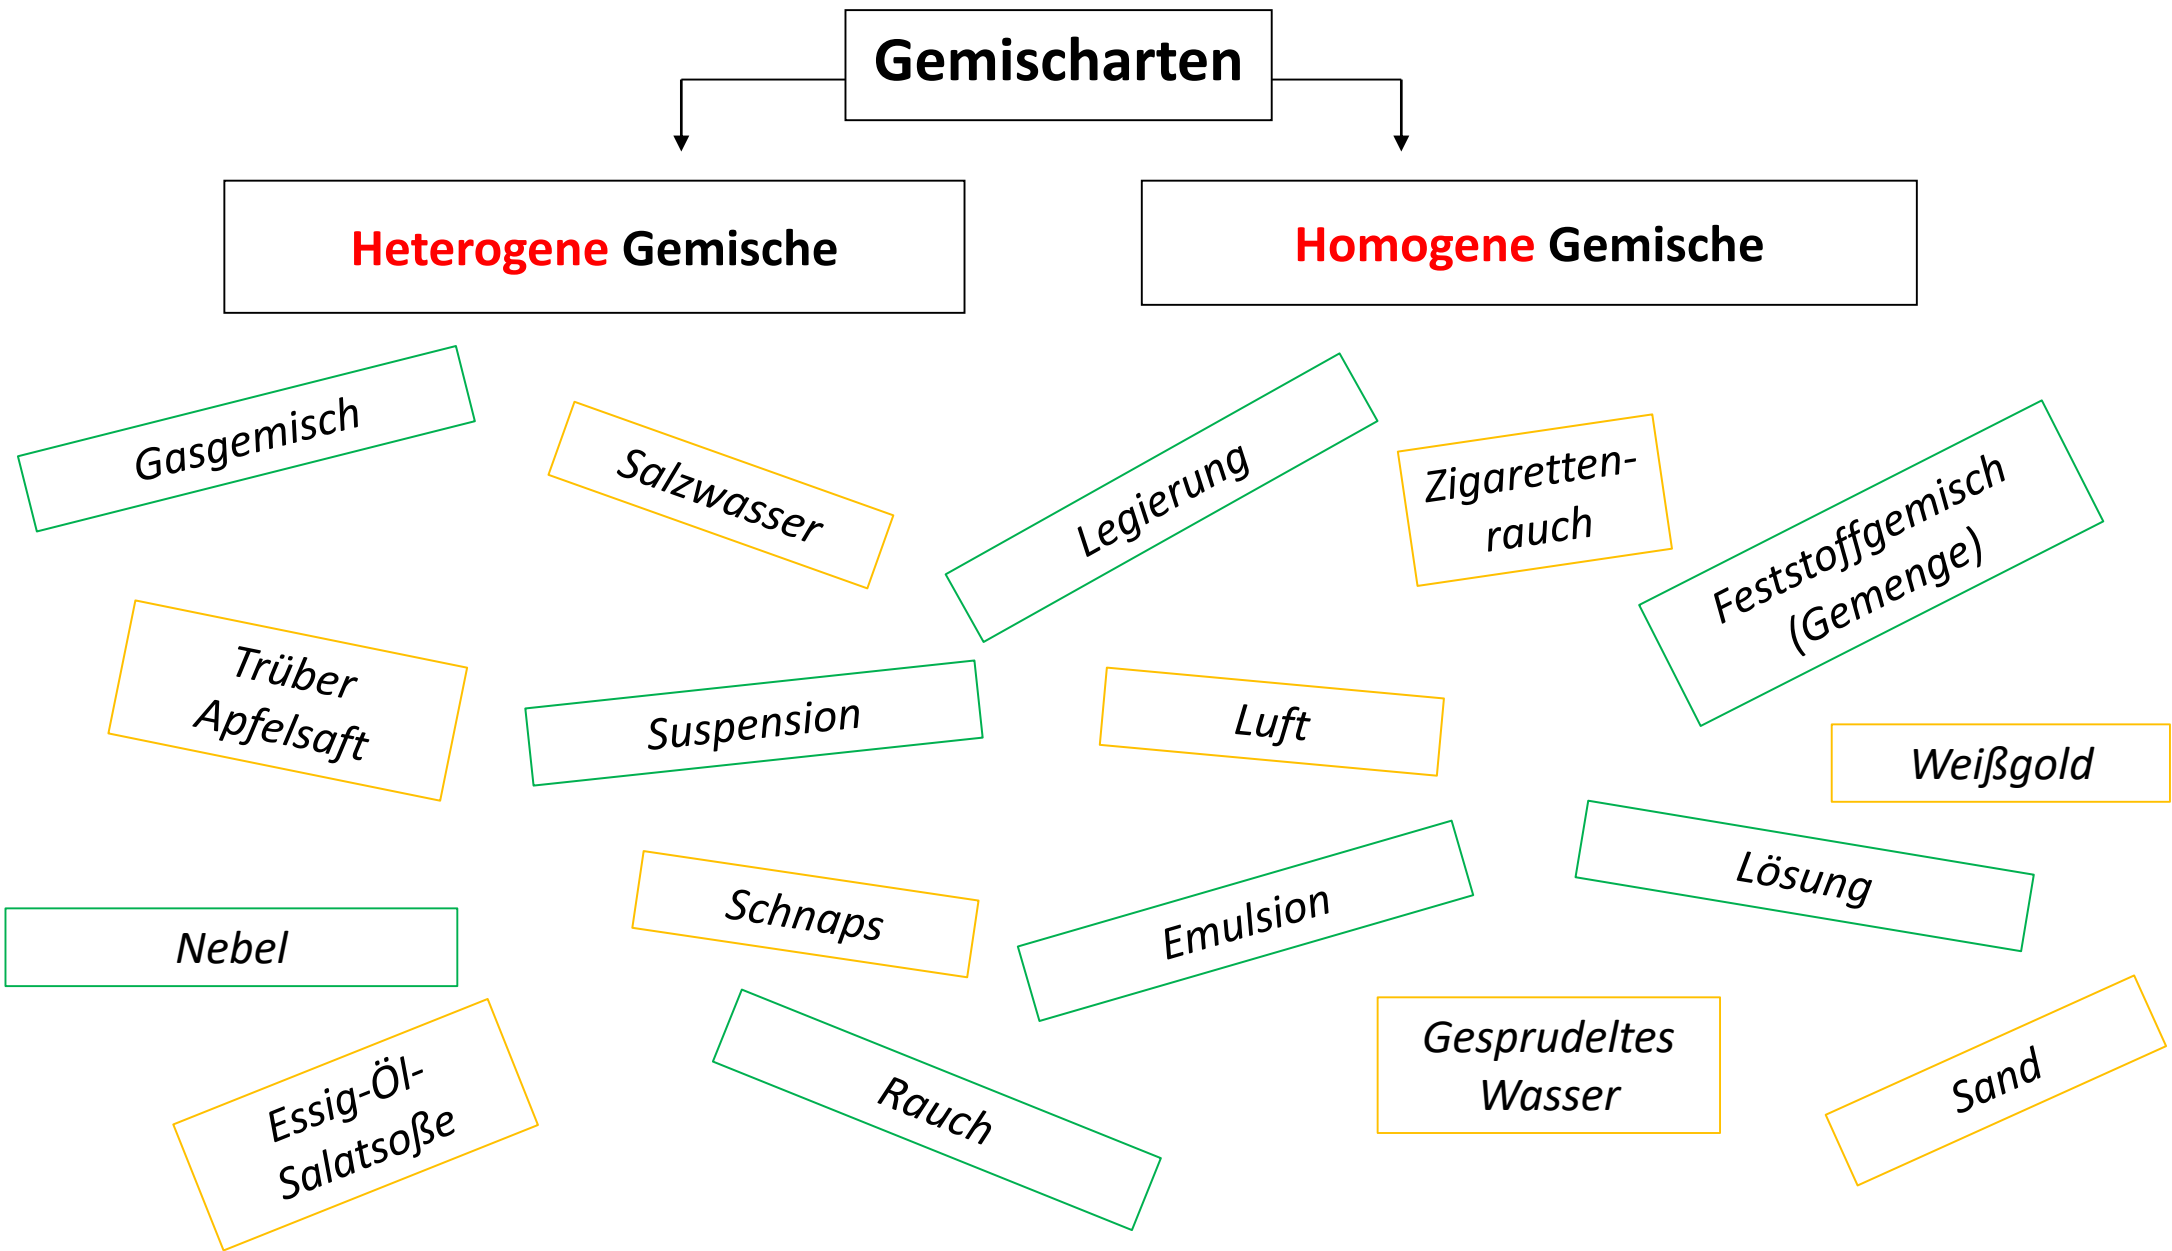 Gemischarten
Heterogene Gemische
Homogene Gemische
Gasgemisch
Salzwasser
Legierung
Zigaretten-
rauch
Feststoffgemisch
(Gemenge)
Trüber
Apfelsaft
Suspension
Luft
Weißgold
Nebel
Schnaps
Emulsion
Lösung
Essig-Öl-
Salatsoße
Rauch
Gesprudeltes
Wasser
Sand